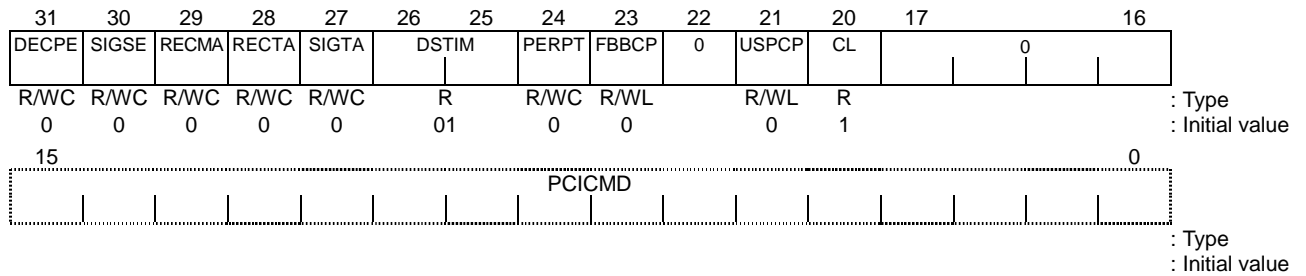 31 30 29 28 27 26 25 24 23 22 21 20 17 16
DECPE SIGSE RECMA RECTA SIGTA DSTIM PERPT FBBCP 0 USPCP CL 0
R/WC R/WC R/WC R/WC R/WC R R/WC R/WL R/WL R : Type
0 0 0 0 0 01 0 0 0 1 : Initial value
15 0
PCICMD
: Type
: Initial value